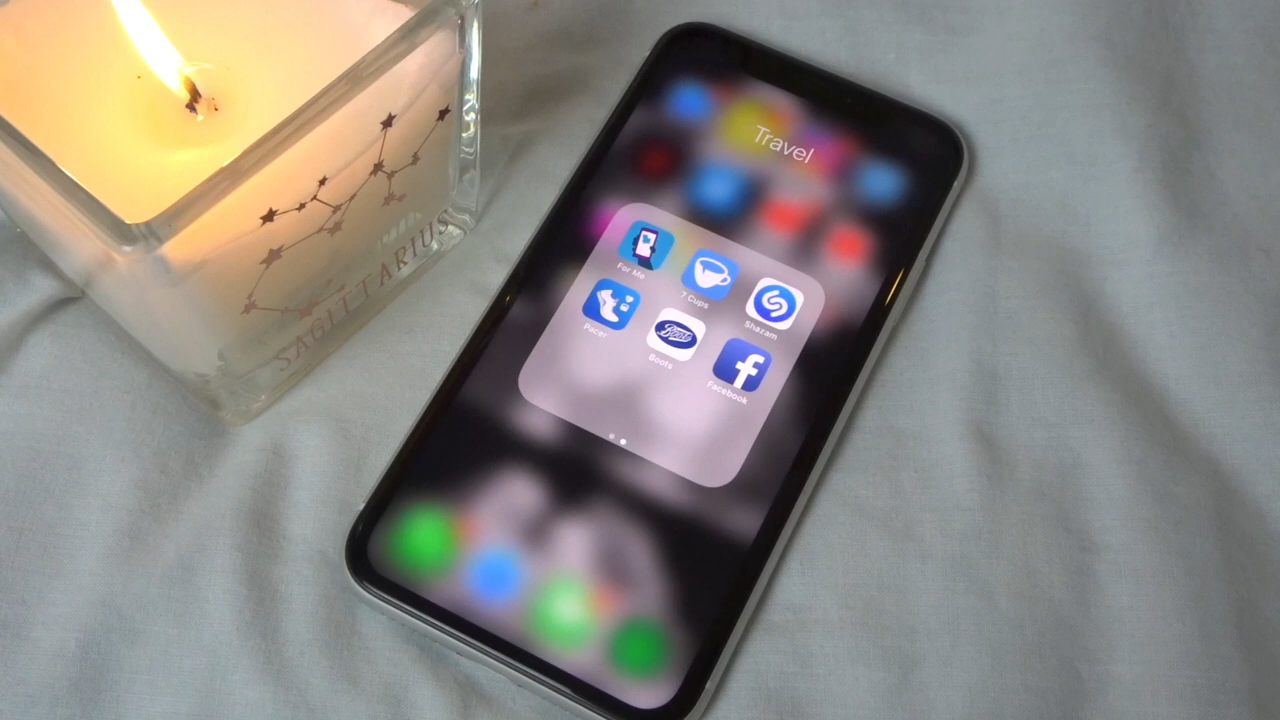 SAGITTARIUS
Travel
For Me
7 Cups
Shazam
Pacer
Boots
Boots
f
Facebook